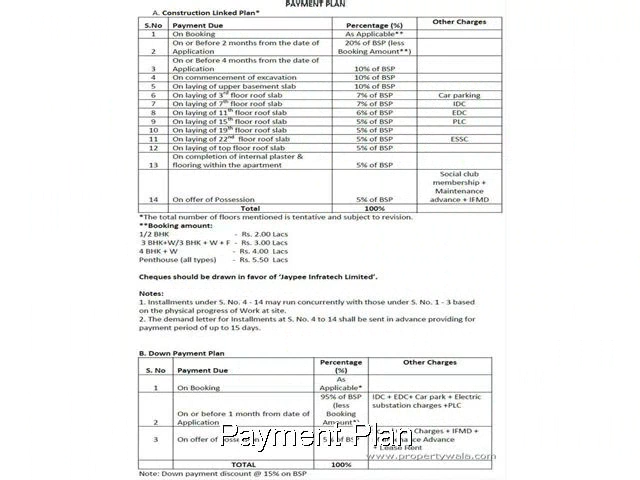 PAYMENT PLAN
A. Construction Linked Plan*
S.No Payment Due Percentage (%) Other Charges
1 On Booking As Applicable**
2 On or Before 2 months from the date of Application 20% of BSP (less Booking Amount**)
3 On or Before 4 months from the date of Application 10% of BSP
4 On commencement of excavation 10% of BSP
5 On laying of upper basement slab 10% of BSP
6 On laying of 3rd floor roof slab 7% of BSP Car parking
7 On laying of 7th floor roof slab 7% of BSP IDC
8 On laying of 11th floor roof slab 6% of BSP EDC
9 On laying of 15th floor roof slab 5% of BSP PLC
10 On laying of 19th floor roof slab 5% of BSP
11 On laying of 22nd floor roof slab 5% of BSP ESSC
12 On laying of top floor roof slab 5% of BSP
13 On completion of internal plaster & flooring within the apartment 5% of BSP
14 On offer of Possession 5% of BSP Social club membership + Maintenance advance + IFMD
Total 100%
*The total number of floors mentioned is tentative and subject to revision.
**Booking amount:
1/2 BHK - Rs. 2.00 Lacs
3 BHK+W/3 BHK + W + F - Rs. 3.00 Lacs
4 BHK + W - Rs. 4.00 Lacs
Penthouse (all types) - Rs. 5.50 Lacs
Cheques should be drawn in favor of 'Jaypee Infratech Limited'.
Notes:
1. Installments under S. No. 4 - 14 may run concurrently with those under S. No. 1 - 3 based
on the physical progress of Work at site.
2. The demand letter for Installments at S. No. 4 to 14 shall be sent in advance providing for
payment period of up to 15 days.
B. Down Payment Plan
S. No Payment Due Percentage (%) Other Charges
1 On Booking As Applicable*
2 On or before 1 month from date of Application 95% of BSP (less Booking Amount*) IDC + EDC+ Car park + Electric substation charges +PLC
3 On offer of 5% of BSP Charges + IFMD + Advance Lease Rent
Payment Plan
www.propertywala.com
TOTAL 100%
Note: Down payment discount @ 15% on BSP